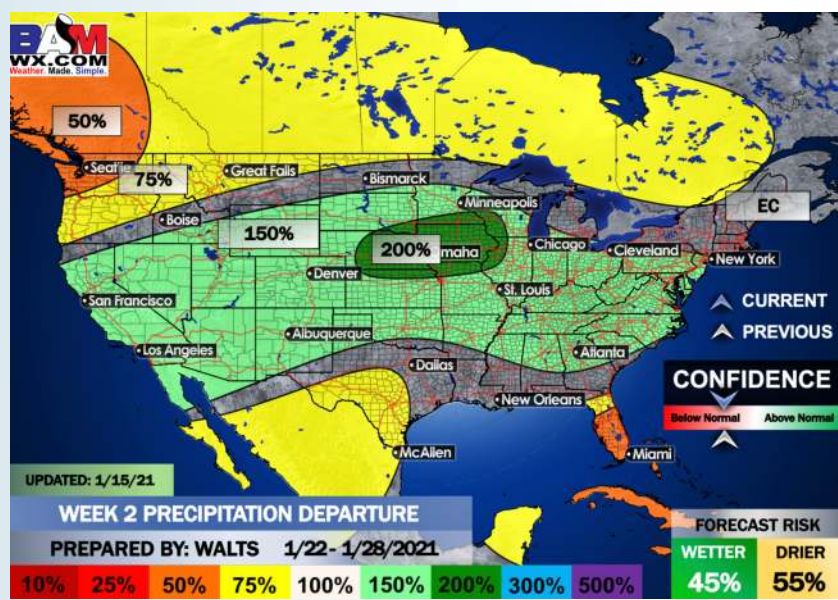 BAM
WX.COM
Weather. Made. Simple.
50%
Seattle
75%
Great Falls
Bismarck
Boise
Minneapolis
EC
150%
200%
maha
Chicago
Cleveland
New York
Denver
St. Louis
San Francisco
CURRENT
PREVIOUS
Los Angeles
Albuquerque
Atlanta
Dallas
CONFIDENCE
New Orleans
Below Normal
Above Normal
McAllen
Miami
UPDATED: 1/15/21
WEEK 2 PRECIPITATION DEPARTURE
PREPARED BY: WALTS 1/22 - 1/28/2021
FORECAST RISK
WETTER
DRIER
45%
55%
10% 25% 50% 75% 100% 150% 200% 300% 500%